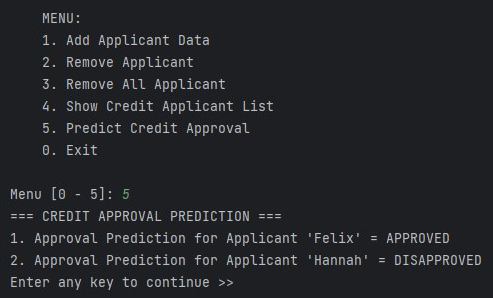 MENU:
1. Add Applicant Data
2. Remove Applicant
3. Remove All Applicant
4. Show Credit Applicant List
5. Predict Credit Approval
0. Exit
Menu [0 - 5]: 5
=== CREDIT APPROVAL PREDICTION ===
1. Approval Prediction for Applicant 'Felix' = APPROVED
2. Approval Prediction for Applicant 'Hannah' = DISAPPROVED
Enter any key to continue >>